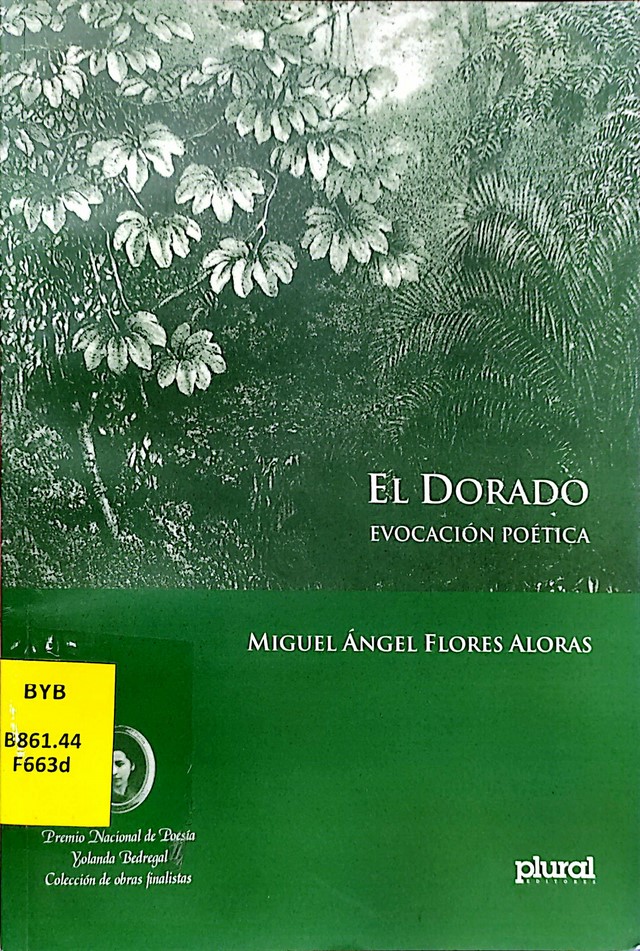 EL DORADO
EVOCACIÓN POÉTICA
MIGUEL ÁNGEL FLORES ALORAS
BYB
B861.44
F663d
Premio Nacional de Poesía
Yolanda Bedregal
Colección de obras finalistas
plural
EDITORES